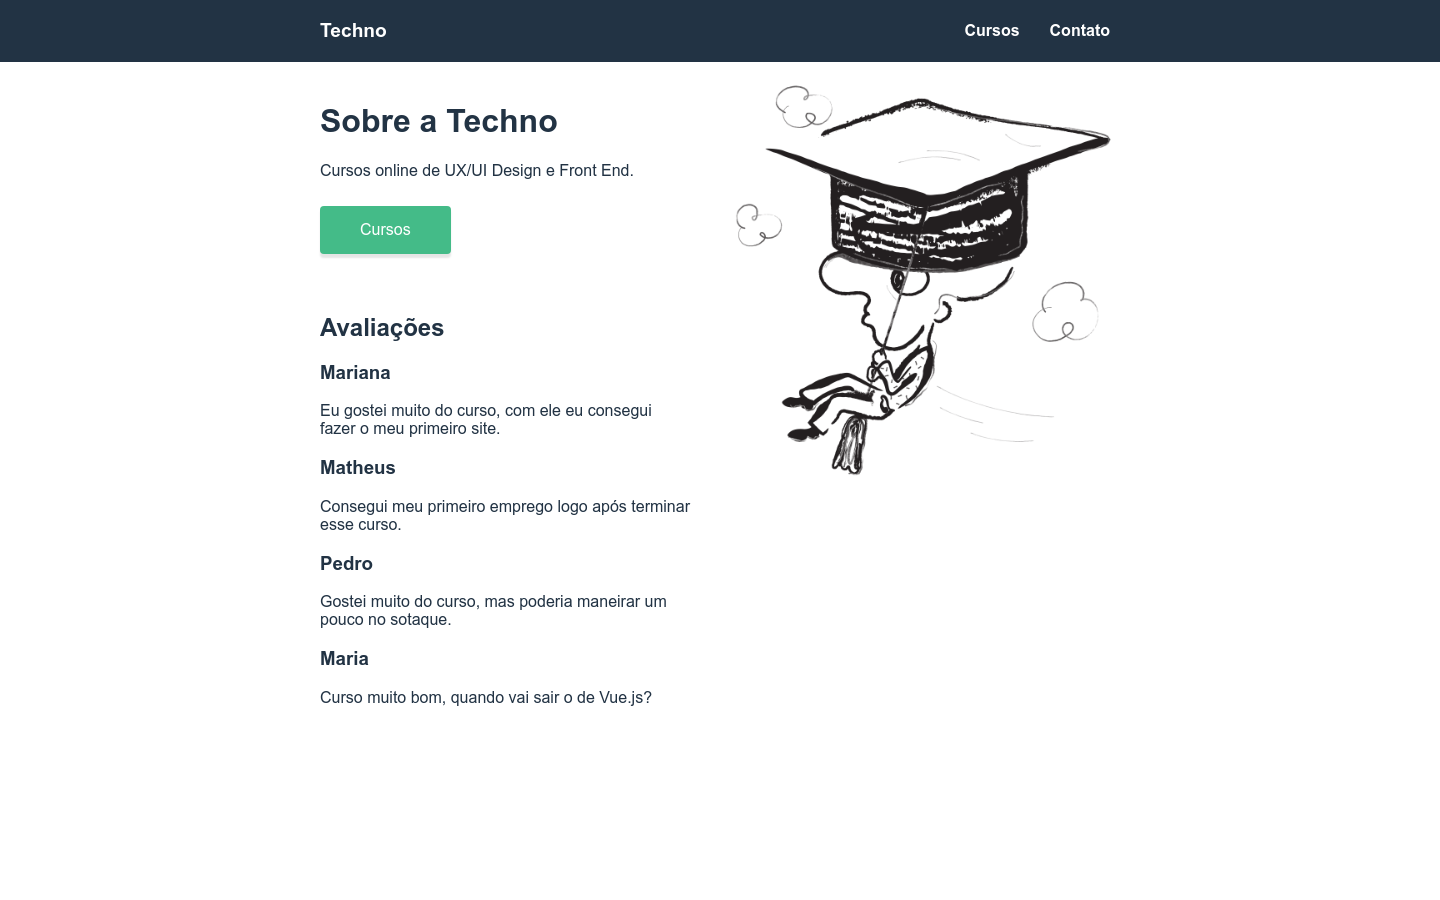 Techno
Cursos
Contato
Sobre a Techno
Cursos online de UX/UI Design e Front End.
Cursos
Avaliações
Mariana
Eu gostei muito do curso, com ele eu consegui
fazer o meu primeiro site.
Matheus
Consegui meu primeiro emprego logo após terminar
esse curso.
Pedro
Gostei muito do curso, mas poderia maneirar um
pouco no sotaque.
Maria
Curso muito bom, quando vai sair o de Vue.js?